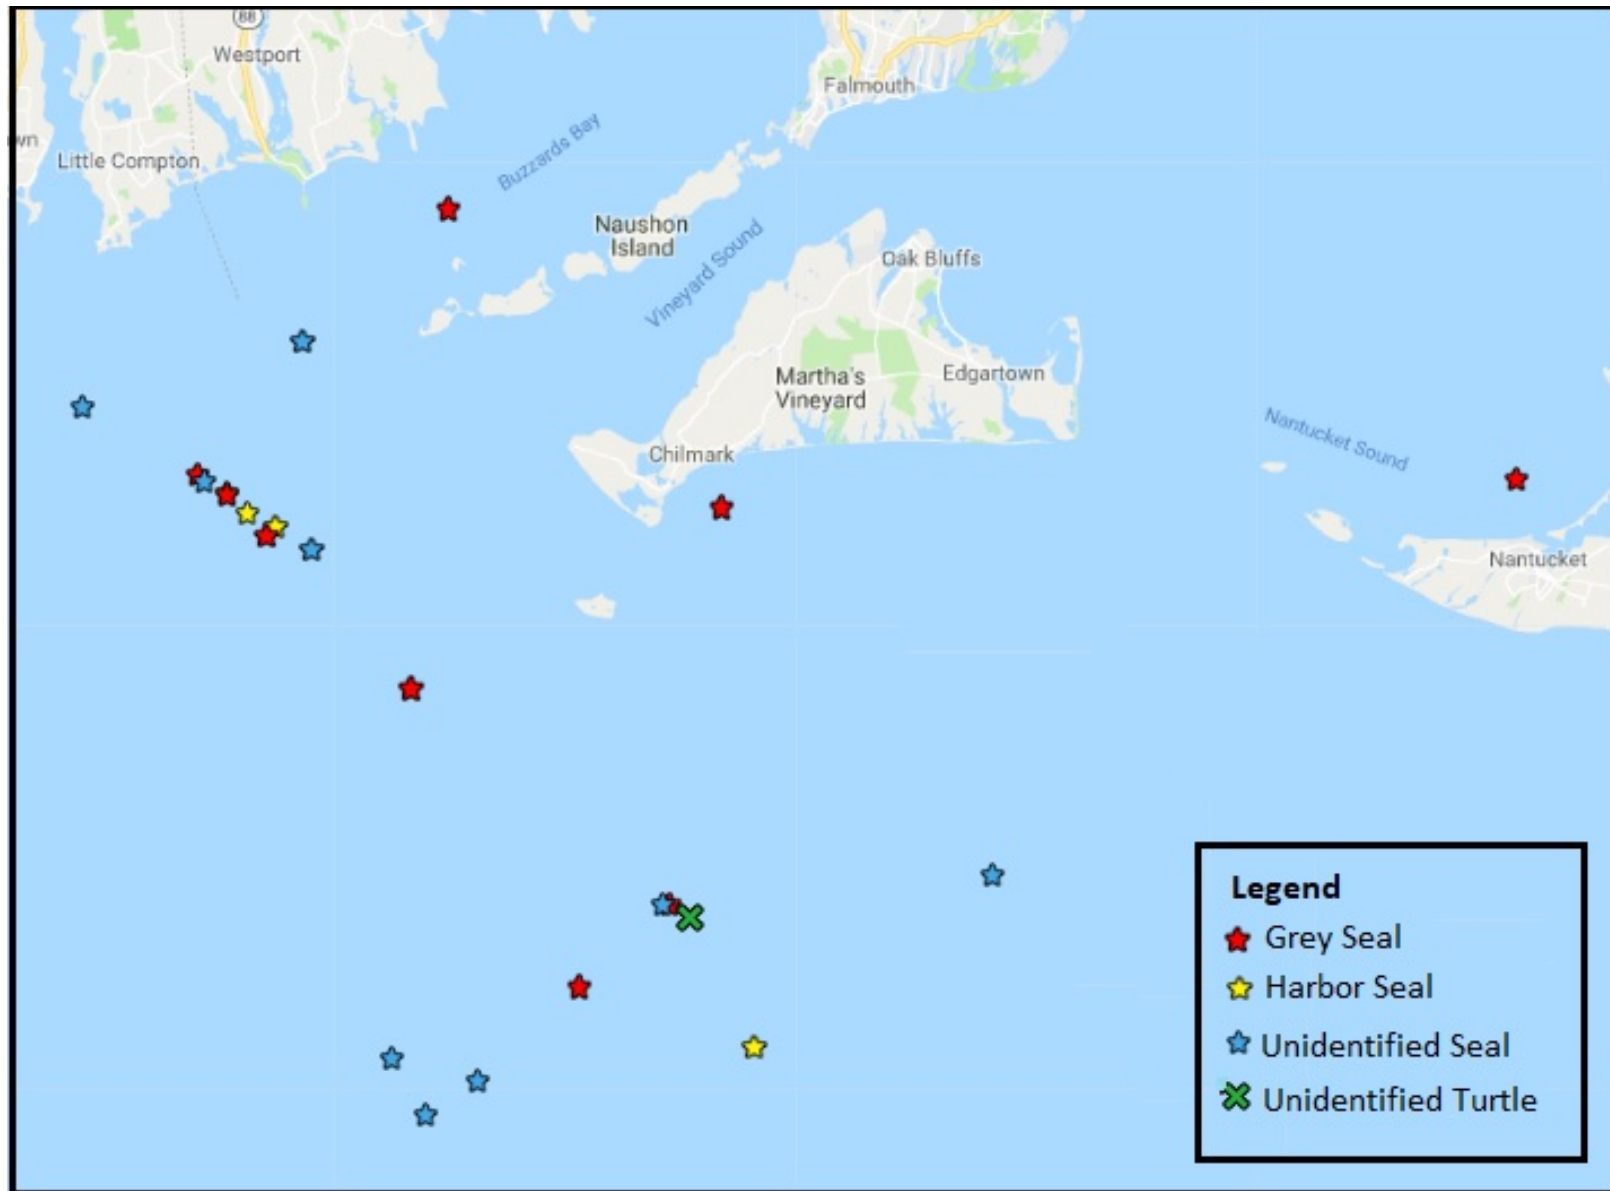 88
Westport
Falmouth
wn
Little Compton
Buzzards Bay
Naushon
Island
Vineyard Sound
Oak Bluffs
Martha's
Vineyard
Edgartown
Nantucket Sound
Chilmark
Nantucket
Legend
Grey Seal
Harbor Seal
Unidentified Seal
Unidentified Turtle